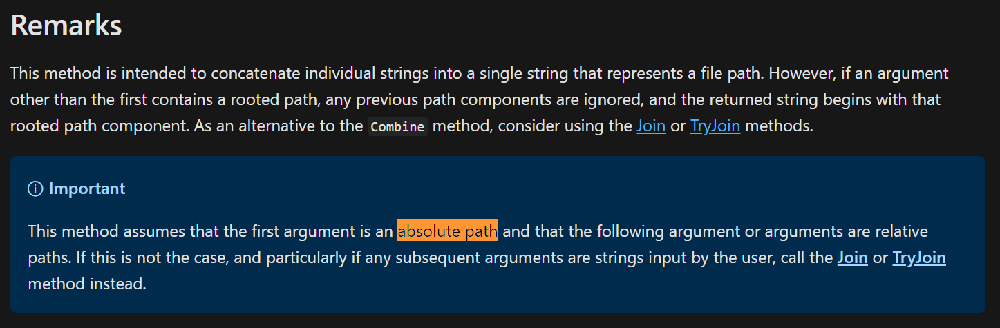 Remarks
This method is intended to concatenate individual strings into a single string that represents a file path. However, if an argument
other than the first contains a rooted path, any previous path components are ignored, and the returned string begins with that
rooted path component. As an alternative to the Combine method, consider using the Join or TryJoin methods.
Important
This method assumes that the first argument is an absolute path and that the following argument or arguments are relative
paths. If this is not the case, and particularly if any subsequent arguments are strings input by the user, call the Join or TryJoin
method instead.